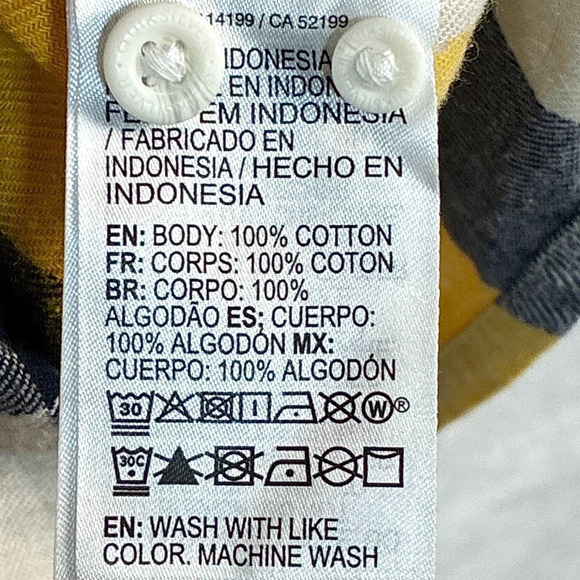 14199 / CA 52199
QUIKSILVER
INDONESIA
EN INDON
EM INDONESIA
/ FABRICADO EN
INDONESIA / HECHO EN
INDONESIA
EN: BODY: 100% COTTON
FR: CORPS: 100% COTON
BR: CORPO: 100%
ALGODÃO ES: CUERPO:
100% ALGODÓN MX:
CUERPO: 100% ALGODÓN
30 W®
30C
EN: WASH WITH LIKE
COLOR. MACHINE WASH